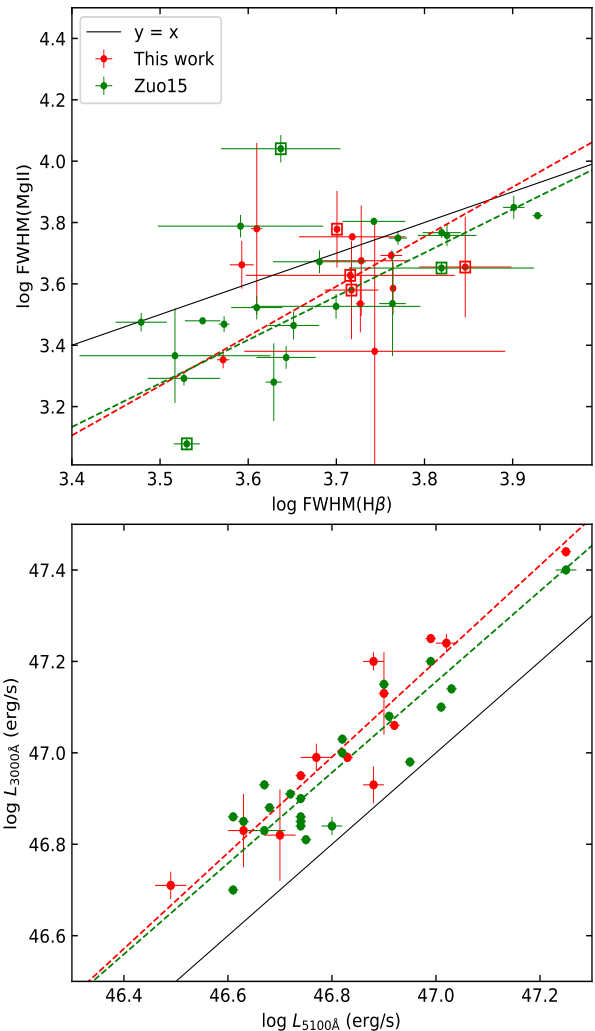 4.4
4.2
4.0
3.8
3.6
3.4
3.2
log FWHM(MgII)
y = x
This work
Zuo15
3.4 3.5 3.6 3.7 3.8 3.9
log FWHM(Hβ)
47.4
47.2
47.0
46.8
46.6
log L3000Å (erg/s)
46.4 46.6 46.8 47.0 47.2
log L5100Å (erg/s)